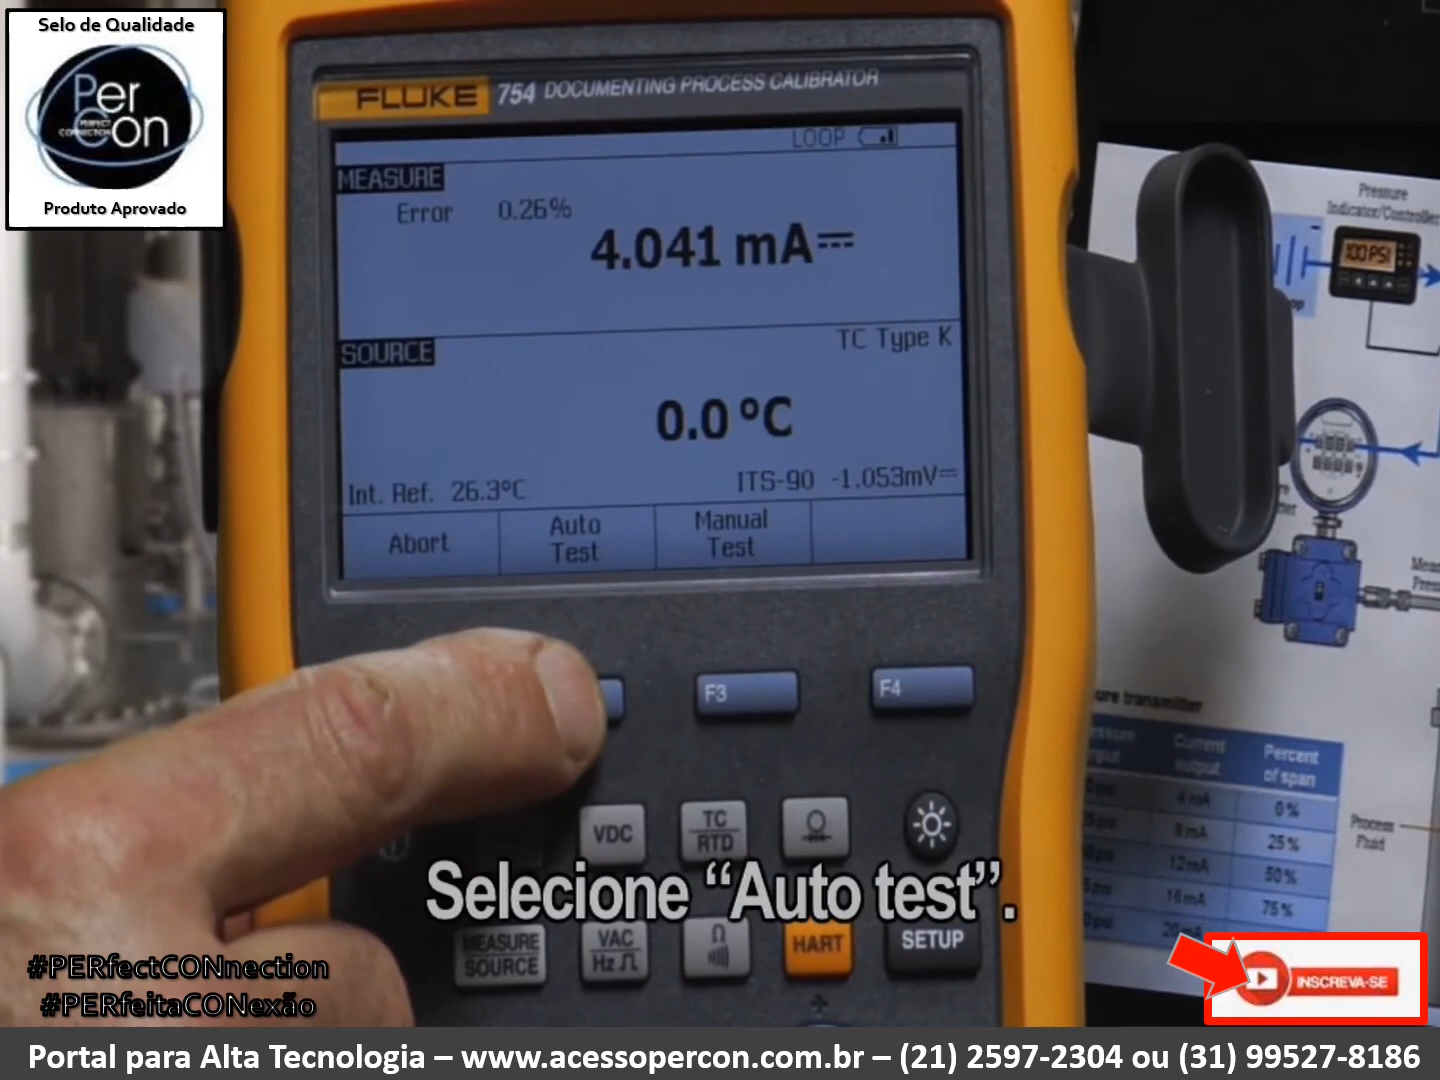 Selo de Qualidade
Per
Con
PERFECT
CONNECTION
Produto Aprovado
FLUKE 754 DOCUMENTING PROCESS CALIBRATOR
LOOP
MEASURE
Error 0.26%
4.041 mA
SOURCE
TC Type K
0.0 °C
Int. Ref. 26.3°C
ITS-90 -1.053mV
Abort
Auto
Test
Manual
Test
F3
F4
VDC
TC
RTD
MEASURE
SOURCE
VAC
Hz
Ω
HART
SETUP
Pressure
Indicator/Controller
100 PSI
Current
output
Percent
of span
4 mA
0 %
8 mA
25 %
12 mA
50 %
16 mA
75 %
Process
Fluid
Selecione “Auto test”.
#PERfectCONnection
#PERfeitaCONexão
INSCREVA-SE
Portal para Alta Tecnologia – www.acessopercon.com.br – (21) 2597-2304 ou (31) 99527-8186